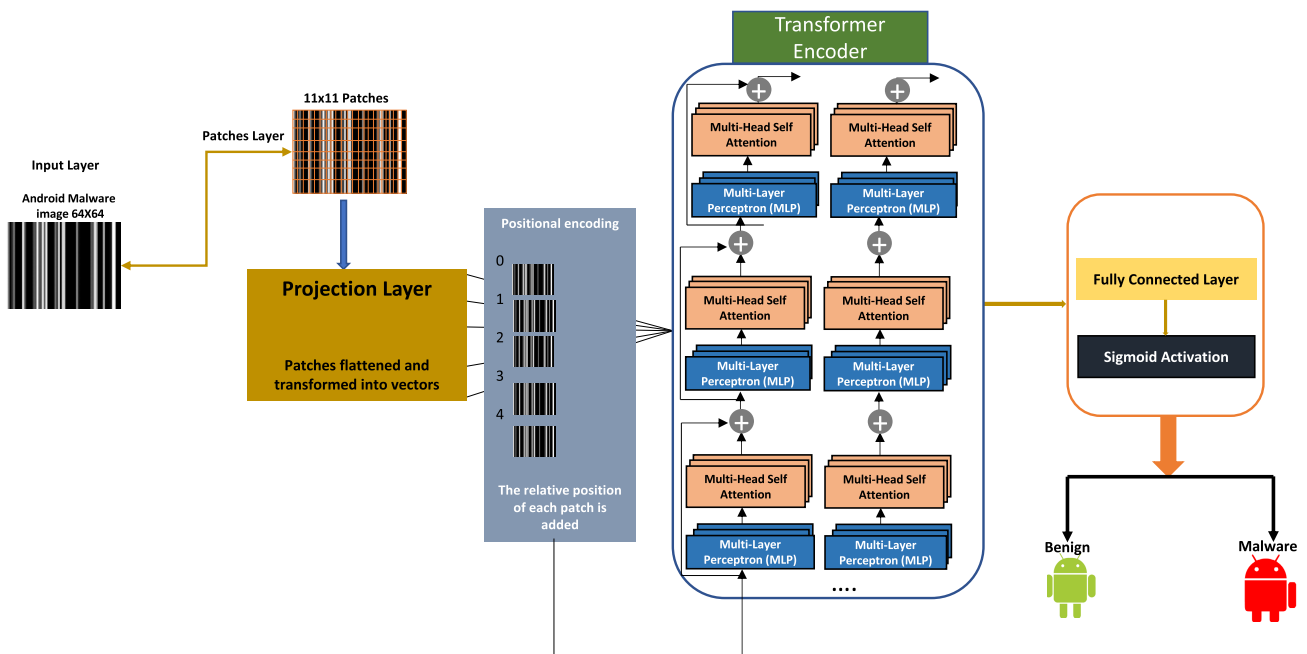 Transformer
Encoder
11x11 Patches
Patches Layer
Input Layer
Android Malware
image 64X64
Projection Layer
Patches flattened and
transformed into vectors
Positional encoding
0
1
2
3
4
The relative position
of each patch is
added
Multi-Head Self
Attention
Multi-Head Self
Attention
Multi-Layer
Perceptron (MLP)
Multi-Layer
Perceptron (MLP)
Multi-Head Self
Attention
Multi-Head Self
Attention
Multi-Layer
Perceptron (MLP)
Multi-Layer
Perceptron (MLP)
Multi-Head Self
Attention
Multi-Head Self
Attention
Multi-Layer
Perceptron (MLP)
Multi-Layer
Perceptron (MLP)
....
Fully Connected Layer
Sigmoid Activation
Benign
Malware